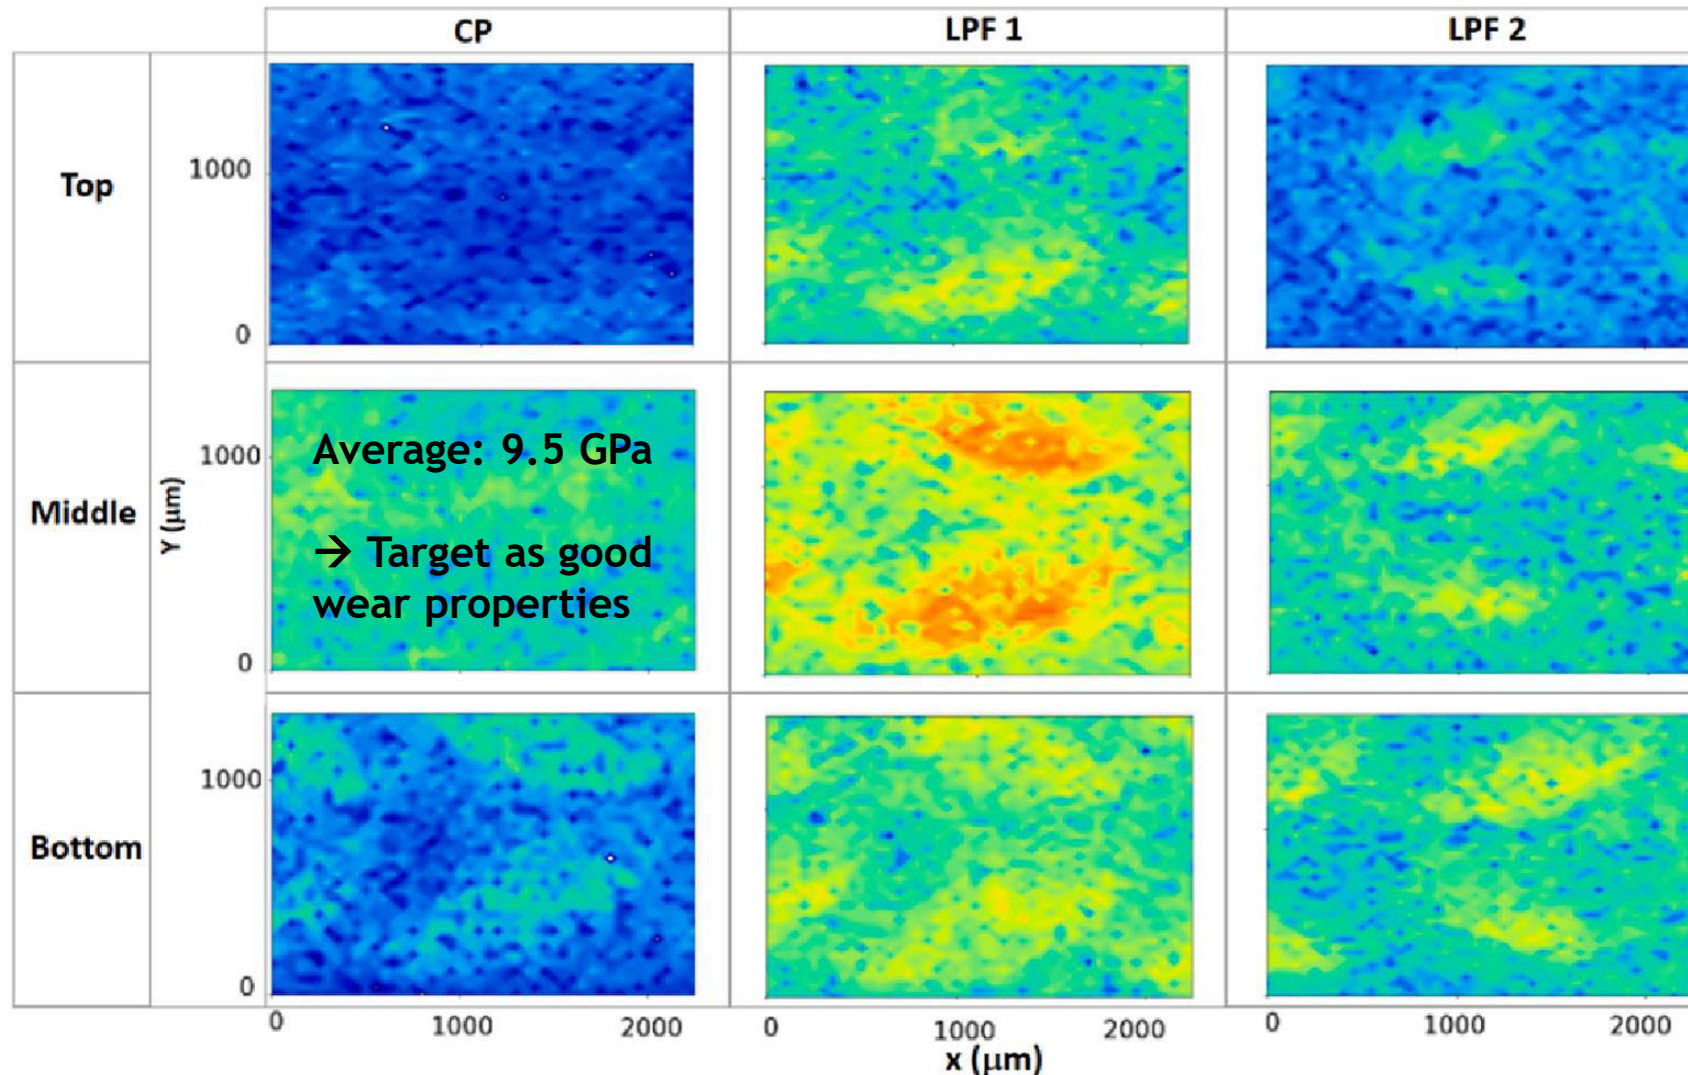 CP LPF 1 LPF 2
Top
1000
0
Middle
Y (µm)
1000
0
Average: 9.5 GPa
→ Target as good
wear properties
Bottom
1000
0
0 1000 2000 0 1000 2000 0 1000 2000
x (µm)